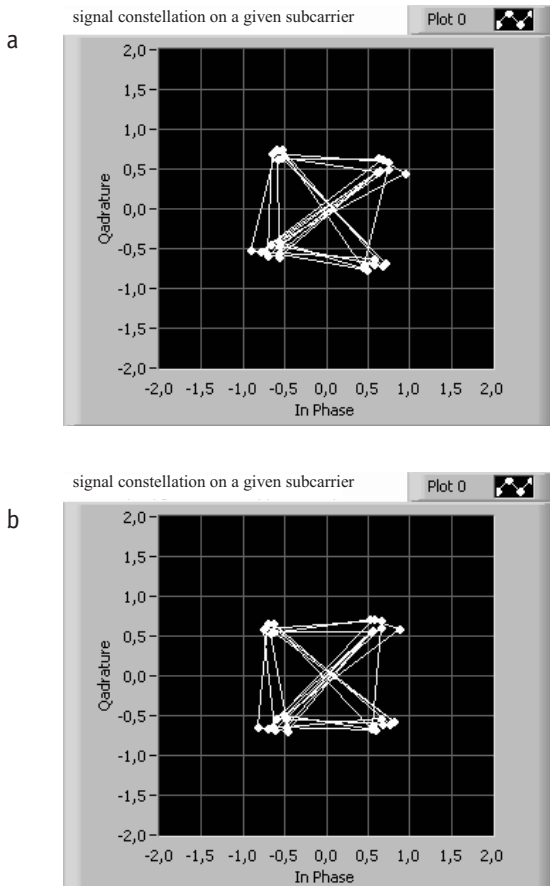 signal constellation on a given subcarrier
Plot 0
a
2,0
1,5
1,0
0,5
0,0
-0,5
-1,0
-1,5
-2,0
Qadrature
-2,0 -1,5 -1,0 -0,5 0,0 0,5 1,0 1,5 2,0
In Phase
signal constellation on a given subcarrier
Plot 0
b
2,0
1,5
1,0
0,5
0,0
-0,5
-1,0
-1,5
-2,0
Qadrature
-2,0 -1,5 -1,0 -0,5 0,0 0,5 1,0 1,5 2,0
In Phase